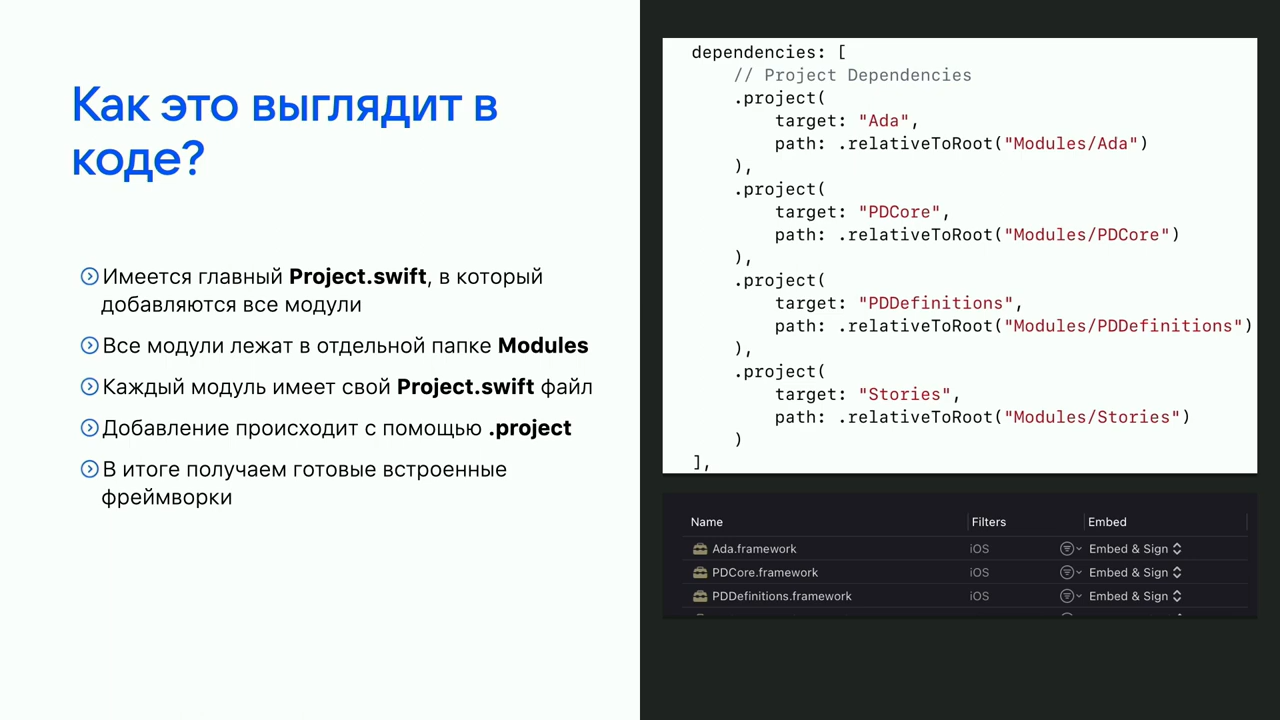 Как это выглядит в
коде?
Имеется главный Project.swift, в который
добавляются все модули
Все модули лежат в отдельной папке Modules
Каждый модуль имеет свой Project.swift файл
Добавление происходит с помощью .project
В итоге получаем готовые встроенные
фреймворки
dependencies: [
// Project Dependencies
.project(
target: "Ada",
path: .relativeToRoot("Modules/Ada")
),
.project(
target: "PDCore",
path: .relativeToRoot("Modules/PDCore")
),
.project(
target: "PDDefinitions",
path: .relativeToRoot("Modules/PDDefinitions")
),
.project(
target: "Stories",
path: .relativeToRoot("Modules/Stories")
)
],
Name Filters Embed
Ada.framework iOS Embed & Sign
PDCore.framework iOS Embed & Sign
PDDefinitions.framework iOS Embed & Sign